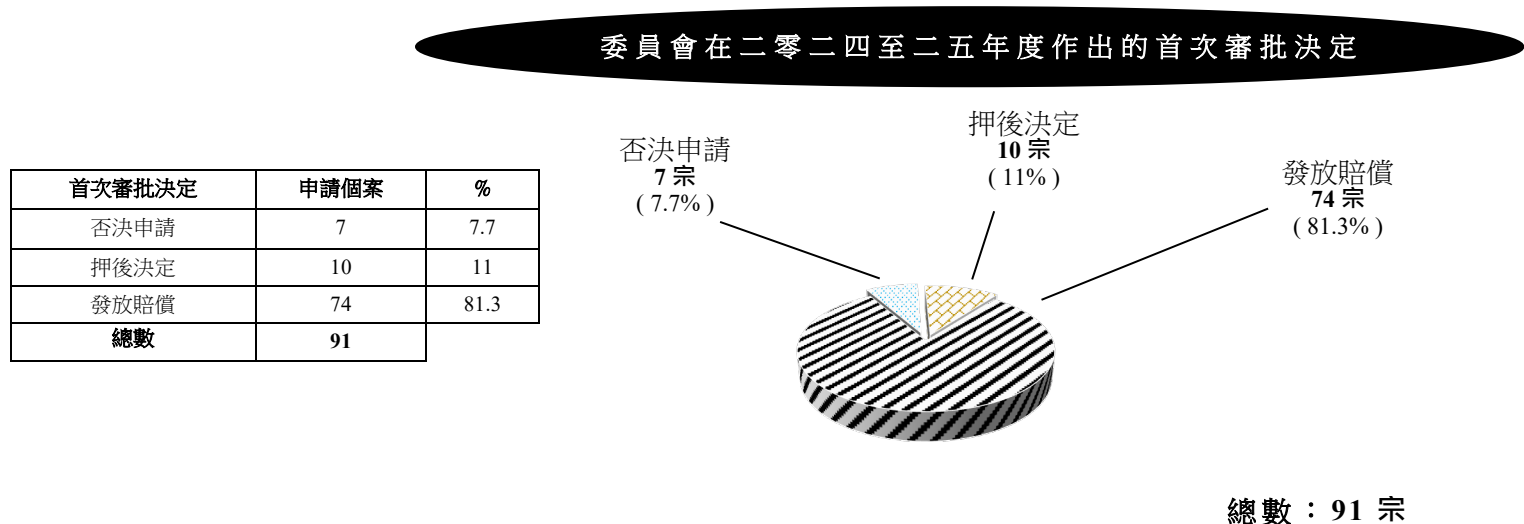 委員會在二零二四至二五年度作出的首次審批決定
首次審批決定 申請個案 %
否決申請 7 7.7
押後決定 10 11
發放賠償 74 81.3
總數 91
否決申請
7 宗
( 7.7% )
押後決定
10 宗
( 11% )
發放賠償
74 宗
( 81.3% )
總數：91 宗